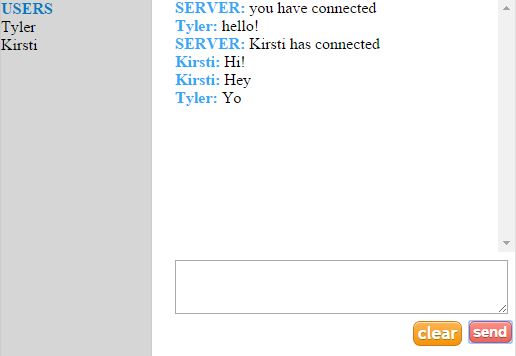 USERS
Tyler
Kirsti
SERVER: you have connected
Tyler: hello!
SERVER: Kirsti has connected
Kirsti: Hi!
Kirsti: Hey
Tyler: Yo
clear
send